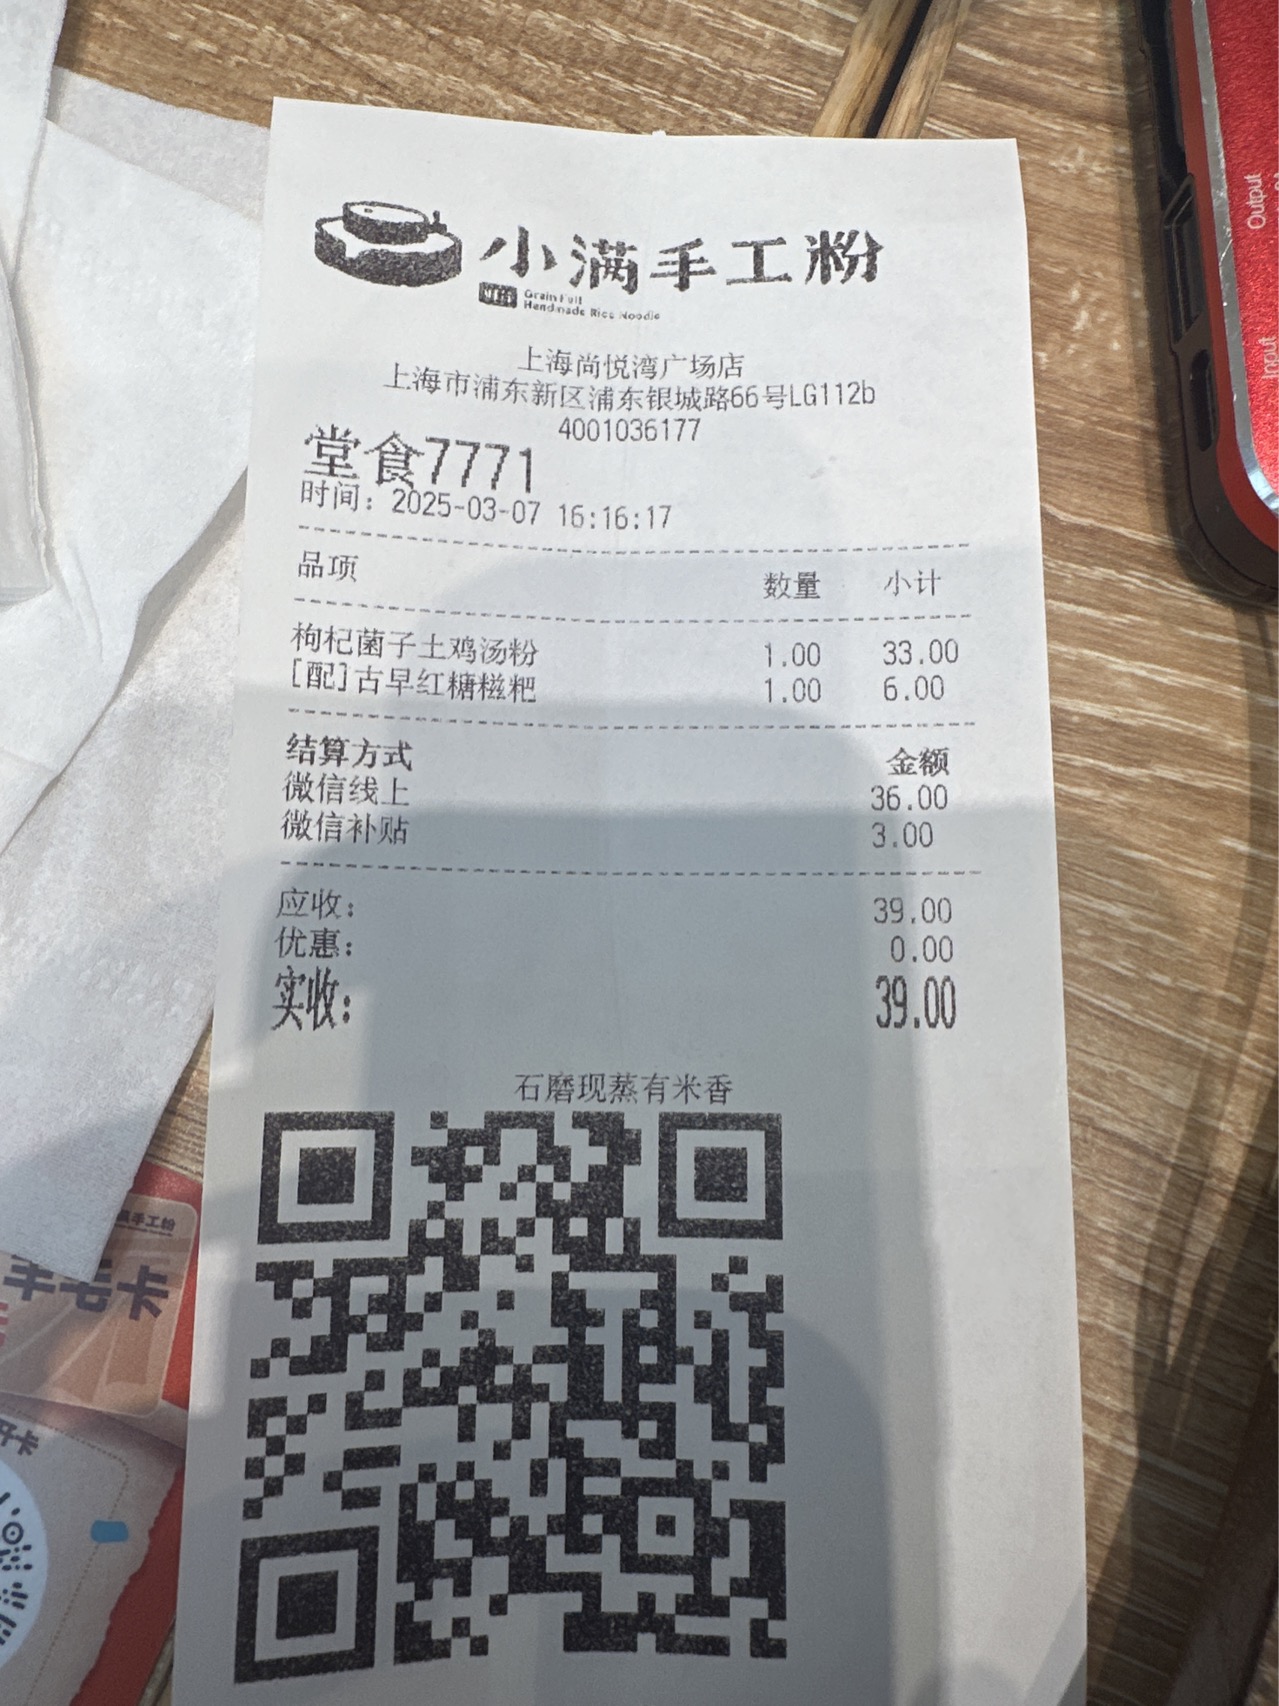 小满手工粉
Grain Full
Handmade Rice Noodle
上海尚悦湾广场店
上海市浦东新区浦东银城路66号LG112b
4001036177
堂食7771
时间：2025-03-07 16:16:17
品项 数量 小计
枸杞菌子土鸡汤粉 1.00 33.00
[配]古早红糖糍粑 1.00 6.00
结算方式 金额
微信线上 36.00
微信补贴 3.00
应收： 39.00
优惠： 0.00
实收： 39.00
石磨现蒸有米香
手工粉
羊毛卡
Output
Input